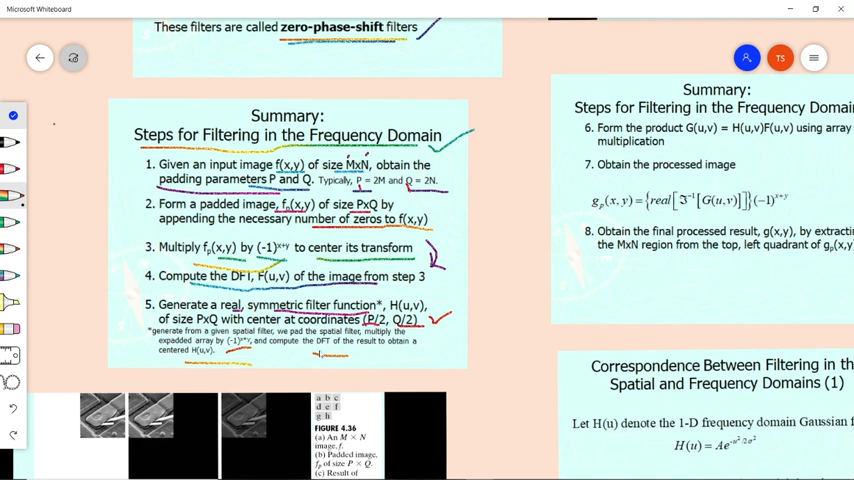 Microsoft Whiteboard
These filters are called zero-phase-shift filters
TS
Summary:
Steps for Filtering in the Frequency Domain
1. Given an input image f(x,y) of size MxN, obtain the
padding parameters P and Q. Typically, P = 2M and Q = 2N.
2. Form a padded image, fp(x,y) of size PxQ by
appending the necessary number of zeros to f(x,y)
3. Multiply fp(x,y) by (-1)^x+y to center its transform
4. Compute the DFT, F(u,v) of the image from step 3
5. Generate a real, symmetric filter function*, H(u,v),
of size PxQ with center at coordinates (P/2, Q/2)
*generate from a given spatial filter, we pad the spatial filter, multiply the
expadded array by (-1)^x+y, and compute the DFT of the result to obtain a
centered H(u,v).
Summary:
Steps for Filtering in the Frequency Domai
6. Form the product G(u,v) = H(u,v)F(u,v) using array
multiplication
7. Obtain the processed image
gp(x, y) = {real[ℑ⁻¹[G(u,v)]]}(−1)^x+y
8. Obtain the final processed result, g(x,y), by extracti
the MxN region from the top, left quadrant of gp(x,y
a b c
d e f
g h
FIGURE 4.36
(a) An M × N
image, f.
(b) Padded image,
fp of size P × Q.
(c) Result of
Correspondence Between Filtering in th
Spatial and Frequency Domains (1)
Let H(u) denote the 1-D frequency domain Gaussian f
H(u) = Ae^−u²/2σ²